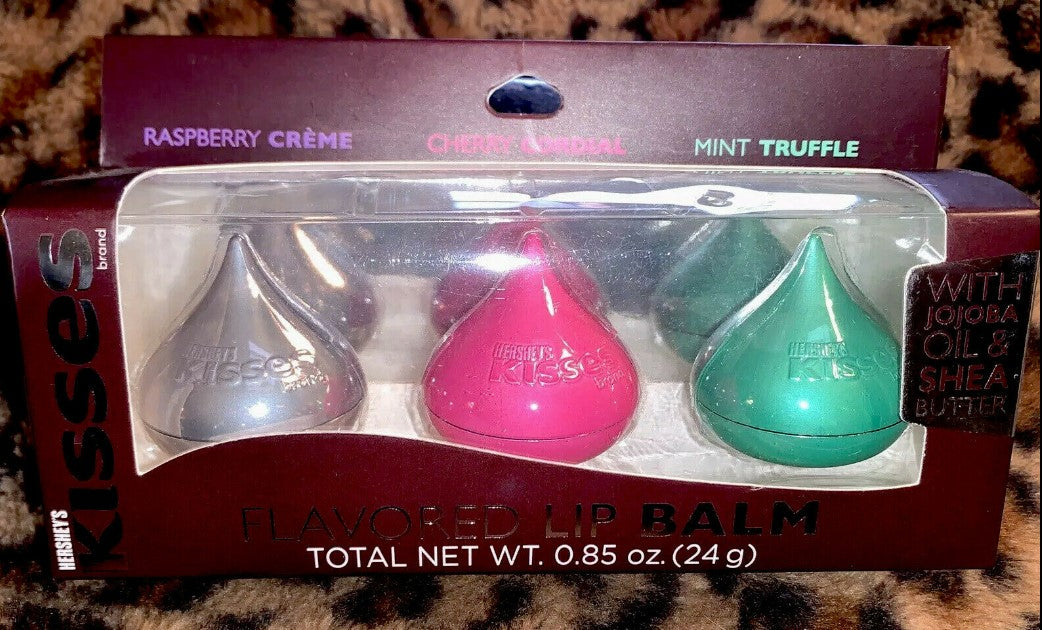 RASPBERRY CRÈME
CHERRY CORDIAL
MINT TRUFFLE
HERSHEY'S
Kisses
brand
HERSHEY'S
Kisses
brand
HERSHEY'S
Kisses
brand
HERSHEY'S
Kisses
WITH
JOJOBA
OIL &
SHEA
BUTTER
FLAVORED LIP BALM
TOTAL NET WT. 0.85 oz. (24 g)